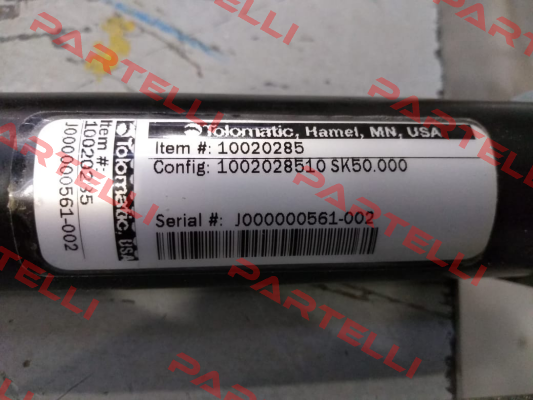 Tolomatic, Hamel, MN, USA
Item #: 10020285
Config: 1002028510 SK50.000
Serial #: J000000561-002
Tolomatic, USA
Item #:
10020285
J000000561-002
PARTELLI
PARTELLI
PARTELLI
PARTELLI
PARTELLI
PARTELLI